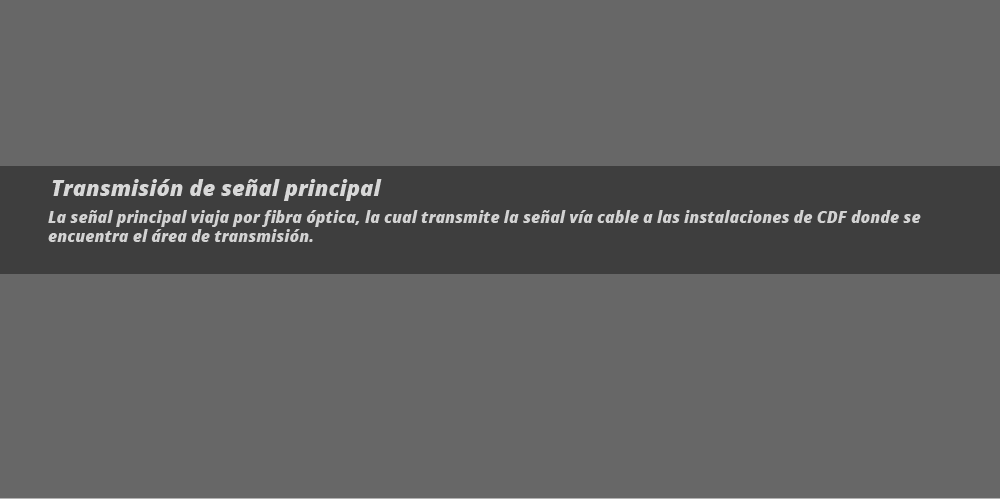 Transmisión de señal principal
La señal principal viaja por fibra óptica, la cual transmite la señal vía cable a las instalaciones de CDF donde se
encuentra el área de transmisión.